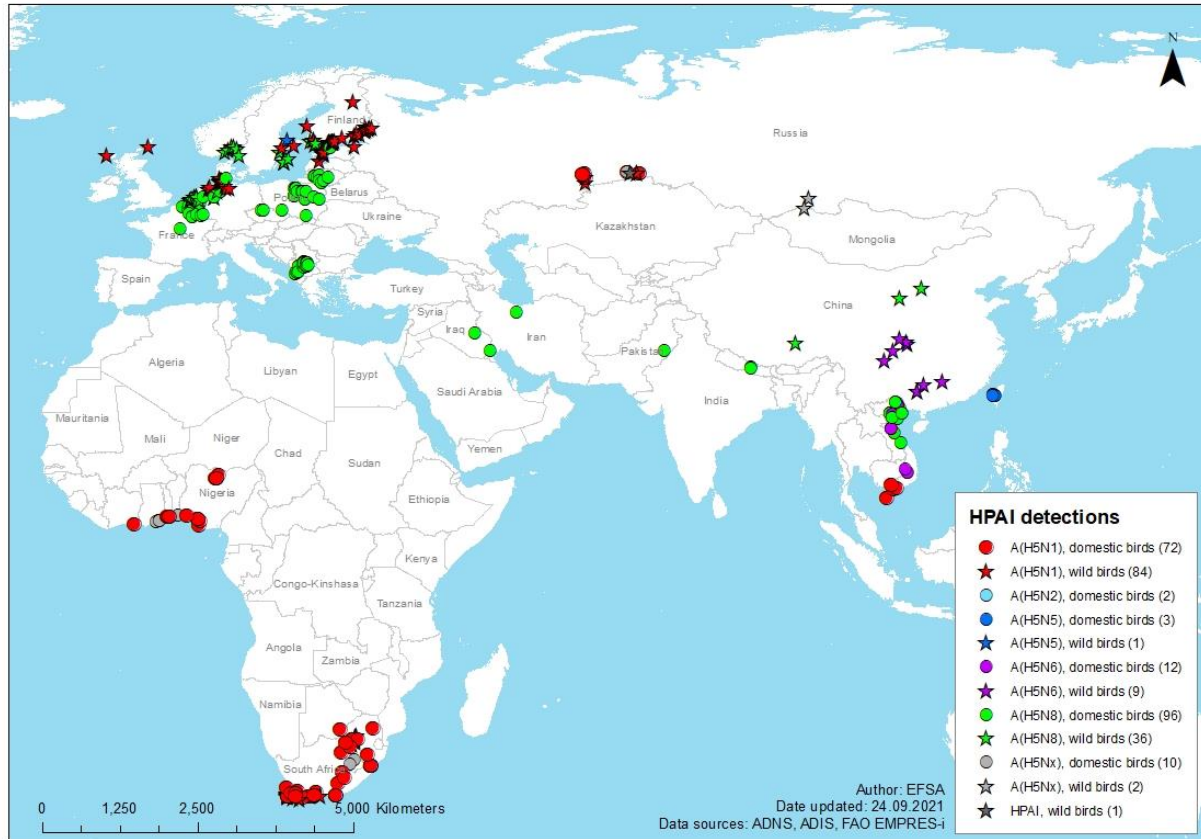 N
Finland
Russia
Belarus
Po
Ukraine
Kazakhstan
France
Mongolia
Spain
Turkey
China
Syria
Iraq
Iran
Pakistan
Algeria
Libya
Egypt
Saudi Arabia
India
Mauritania
Mali
Niger
Chad
Sudan
Yemen
Nigeria
Ethiopia
Kenya
Congo-Kinshasa
Tanzania
Angola
Zambia
Namibia
South Africa
HPAI detections
A(H5N1), domestic birds (72)
A(H5N1), wild birds (84)
A(H5N2), domestic birds (2)
A(H5N5), domestic birds (3)
A(H5N5), wild birds (1)
A(H5N6), domestic birds (12)
A(H5N6), wild birds (9)
A(H5N8), domestic birds (96)
A(H5N8), wild birds (36)
A(H5Nx), domestic birds (10)
A(H5Nx), wild birds (2)
HPAI, wild birds (1)
0 1,250 2,500 5,000 Kilometers
Author: EFSA
Date updated: 24.09.2021
Data sources: ADNS, ADIS, FAO EMPRES-i